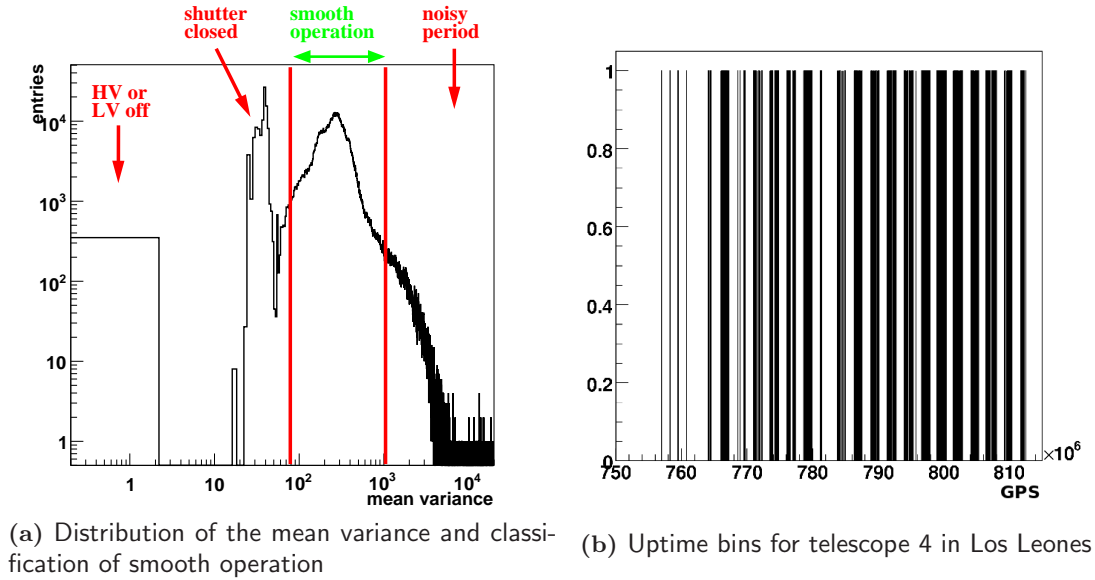 shutter
closed
smooth
operation
noisy
period
HV or
LV off
entries
10⁴
10³
10²
10
1
1
10
10²
10³
10⁴
mean variance
(a) Distribution of the mean variance and classi-
fication of smooth operation
1
0.8
0.6
0.4
0.2
0
750
760
770
780
790
800
810
×10⁶
GPS
(b) Uptime bins for telescope 4 in Los Leones